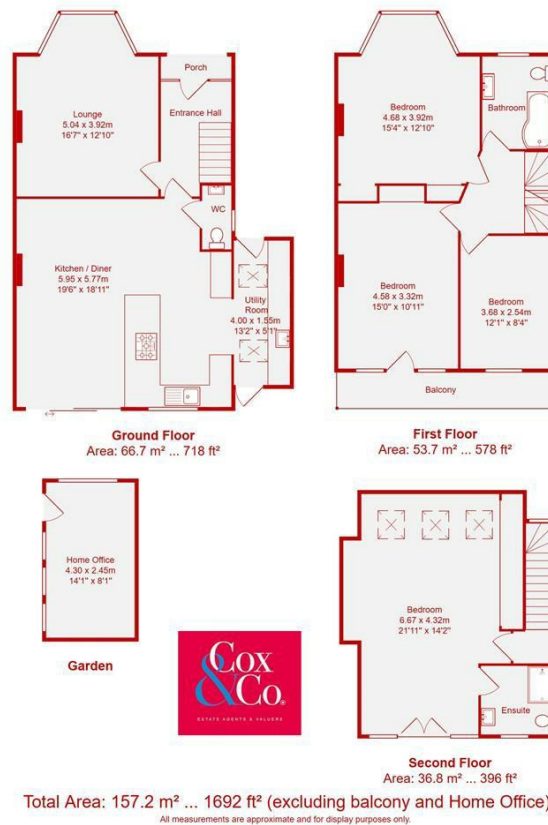 Porch
Lounge
5.04 x 3.92m
16'7" x 12'10"
Entrance Hall
WC
Kitchen / Diner
5.95 x 5.77m
19'6" x 18'11"
Utility
Room
4.00 x 1.55m
13'2" x 5'1"
Ground Floor
Area: 66.7 m² ... 718 ft²
Bedroom
4.68 x 3.92m
15'4" x 12'10"
Bathroom
Bedroom
4.58 x 3.32m
15'0" x 10'11"
Bedroom
3.68 x 2.54m
12'1" x 8'4"
Balcony
First Floor
Area: 53.7 m² ... 578 ft²
Home Office
4.30 x 2.45m
14'1" x 8'1"
Garden
Cox
& Co.®
ESTATE AGENTS & VALUERS
Bedroom
6.67 x 4.32m
21'11" x 14'2"
Ensuite
Second Floor
Area: 36.8 m² ... 396 ft²
Total Area: 157.2 m² ... 1692 ft² (excluding balcony and Home Office)
All measurements are approximate and for display purposes only.